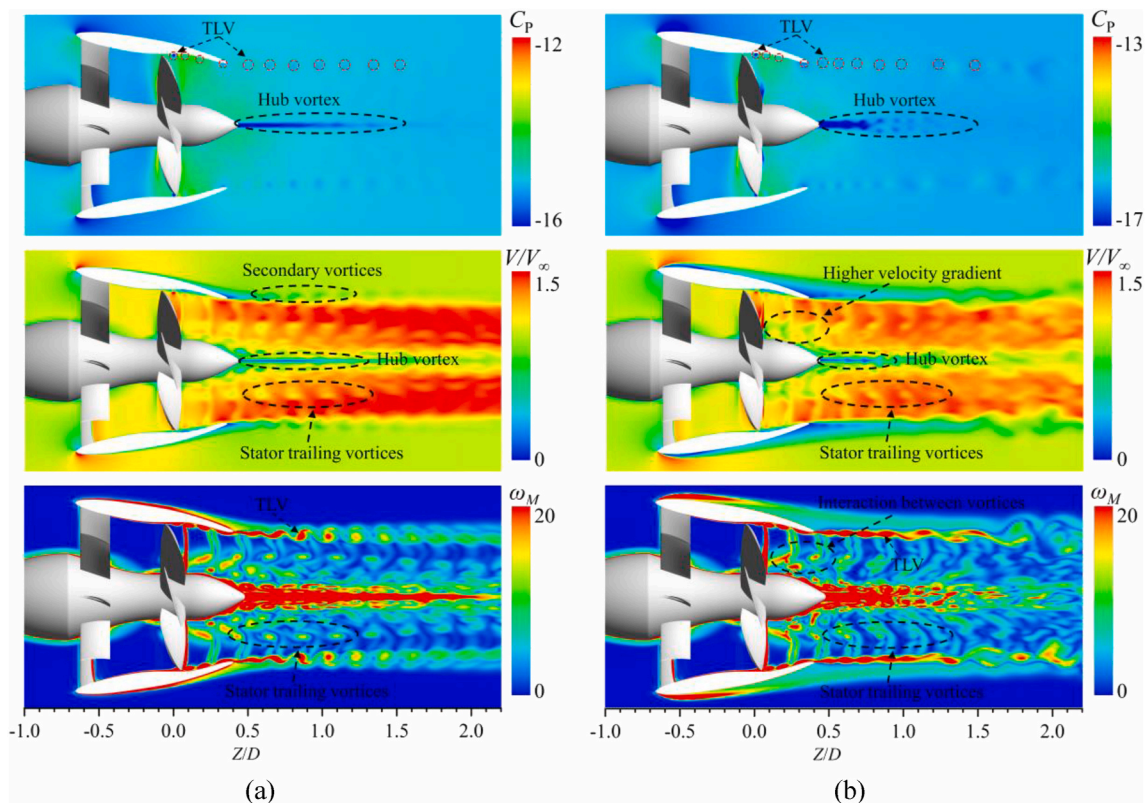 TLV
C_P
-12
Hub vortex
-16
V/V_∞
Secondary vortices
1.5
Hub vortex
Stator trailing vortices
0
ω_M
TLV
20
Stator trailing vortices
0
-1.0 -0.5 0.0 0.5 1.0 1.5 2.0
Z/D
(a)
TLV
C_P
-13
Hub vortex
-17
V/V_∞
Higher velocity gradient
1.5
Hub vortex
Stator trailing vortices
0
ω_M
Interaction between vortices
20
TLV
Stator trailing vortices
0
-1.0 -0.5 0.0 0.5 1.0 1.5 2.0
Z/D
(b)